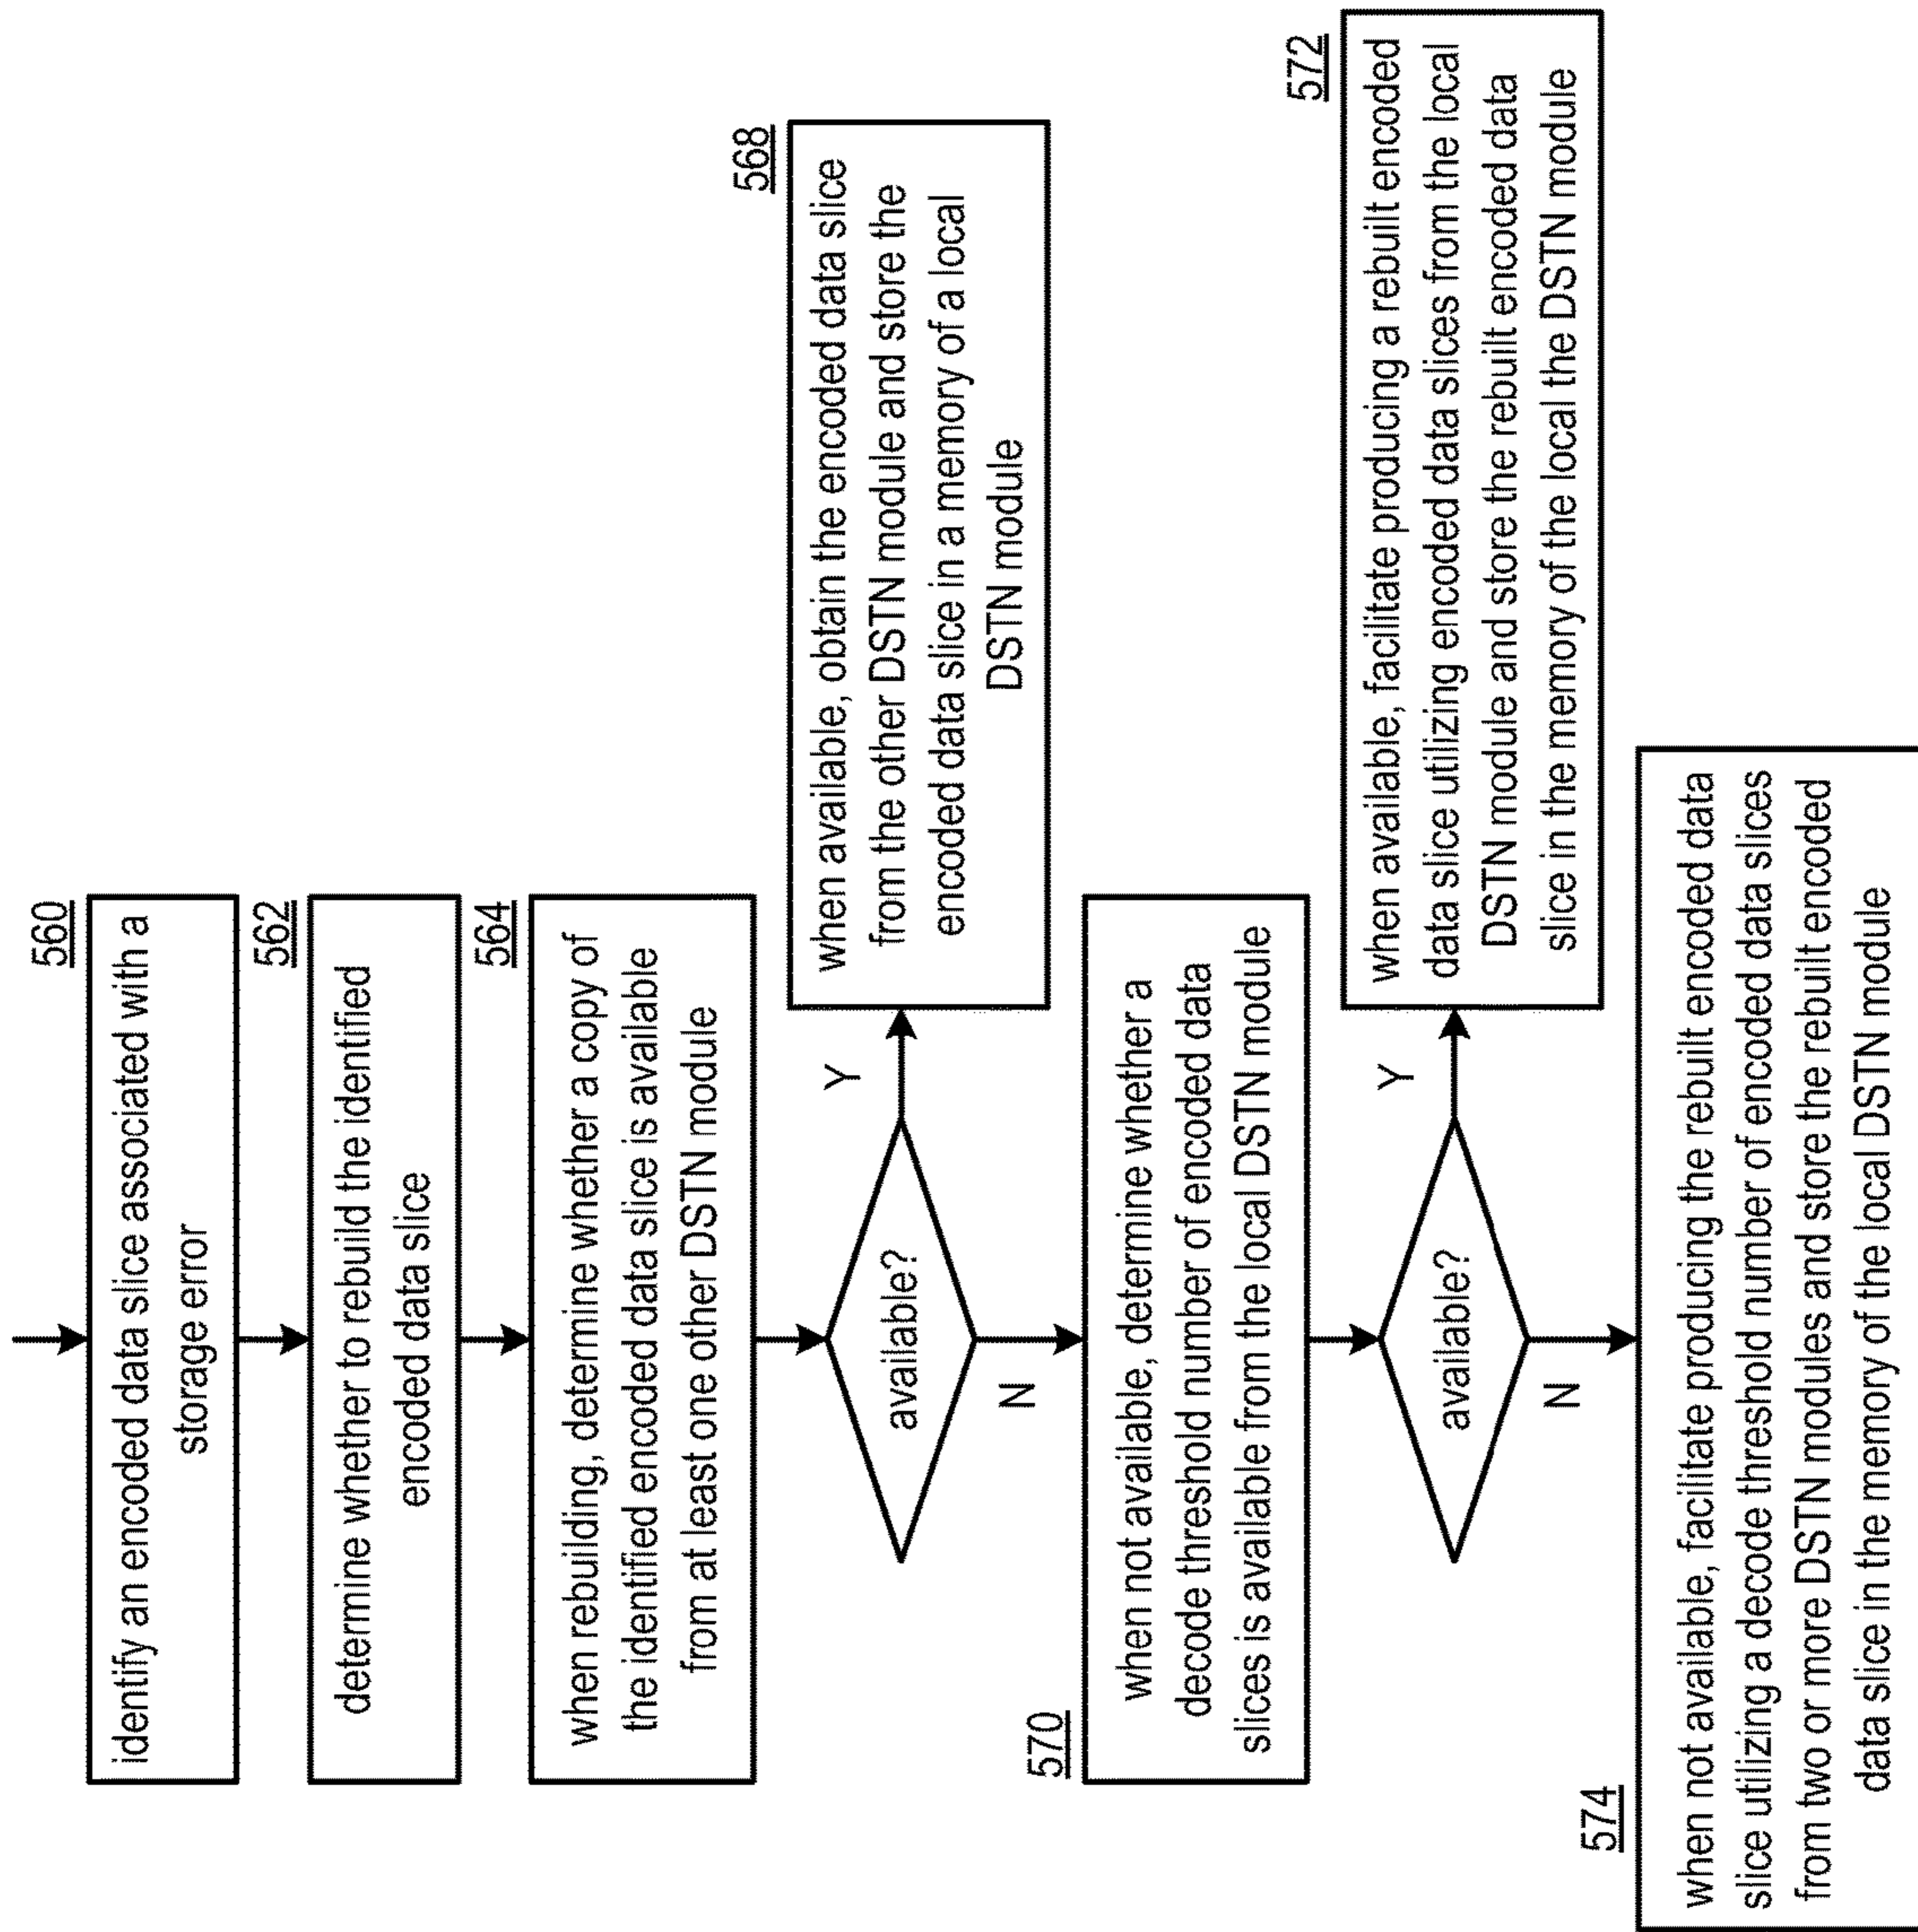 560
identify an encoded data slice associated with a
storage error
562
determine whether to rebuild the identified
encoded data slice
564
when rebuilding, determine whether a copy of
the identified encoded data slice is available
from at least one other DSTN module
available?
Y
N
568
when available, obtain the encoded data slice
from the other DSTN module and store the
encoded data slice in a memory of a local
DSTN module
570
when not available, determine whether a
decode threshold number of encoded data
slices is available from the local DSTN module
available?
Y
N
572
when available, facilitate producing a rebuilt encoded
data slice utilizing encoded data slices from the local
DSTN module and store the rebuilt encoded data
slice in the memory of the local the DSTN module
574
when not available, facilitate producing the rebuilt encoded data
slice utilizing a decode threshold number of encoded data slices
from two or more DSTN modules and store the rebuilt encoded
data slice in the memory of the local DSTN module